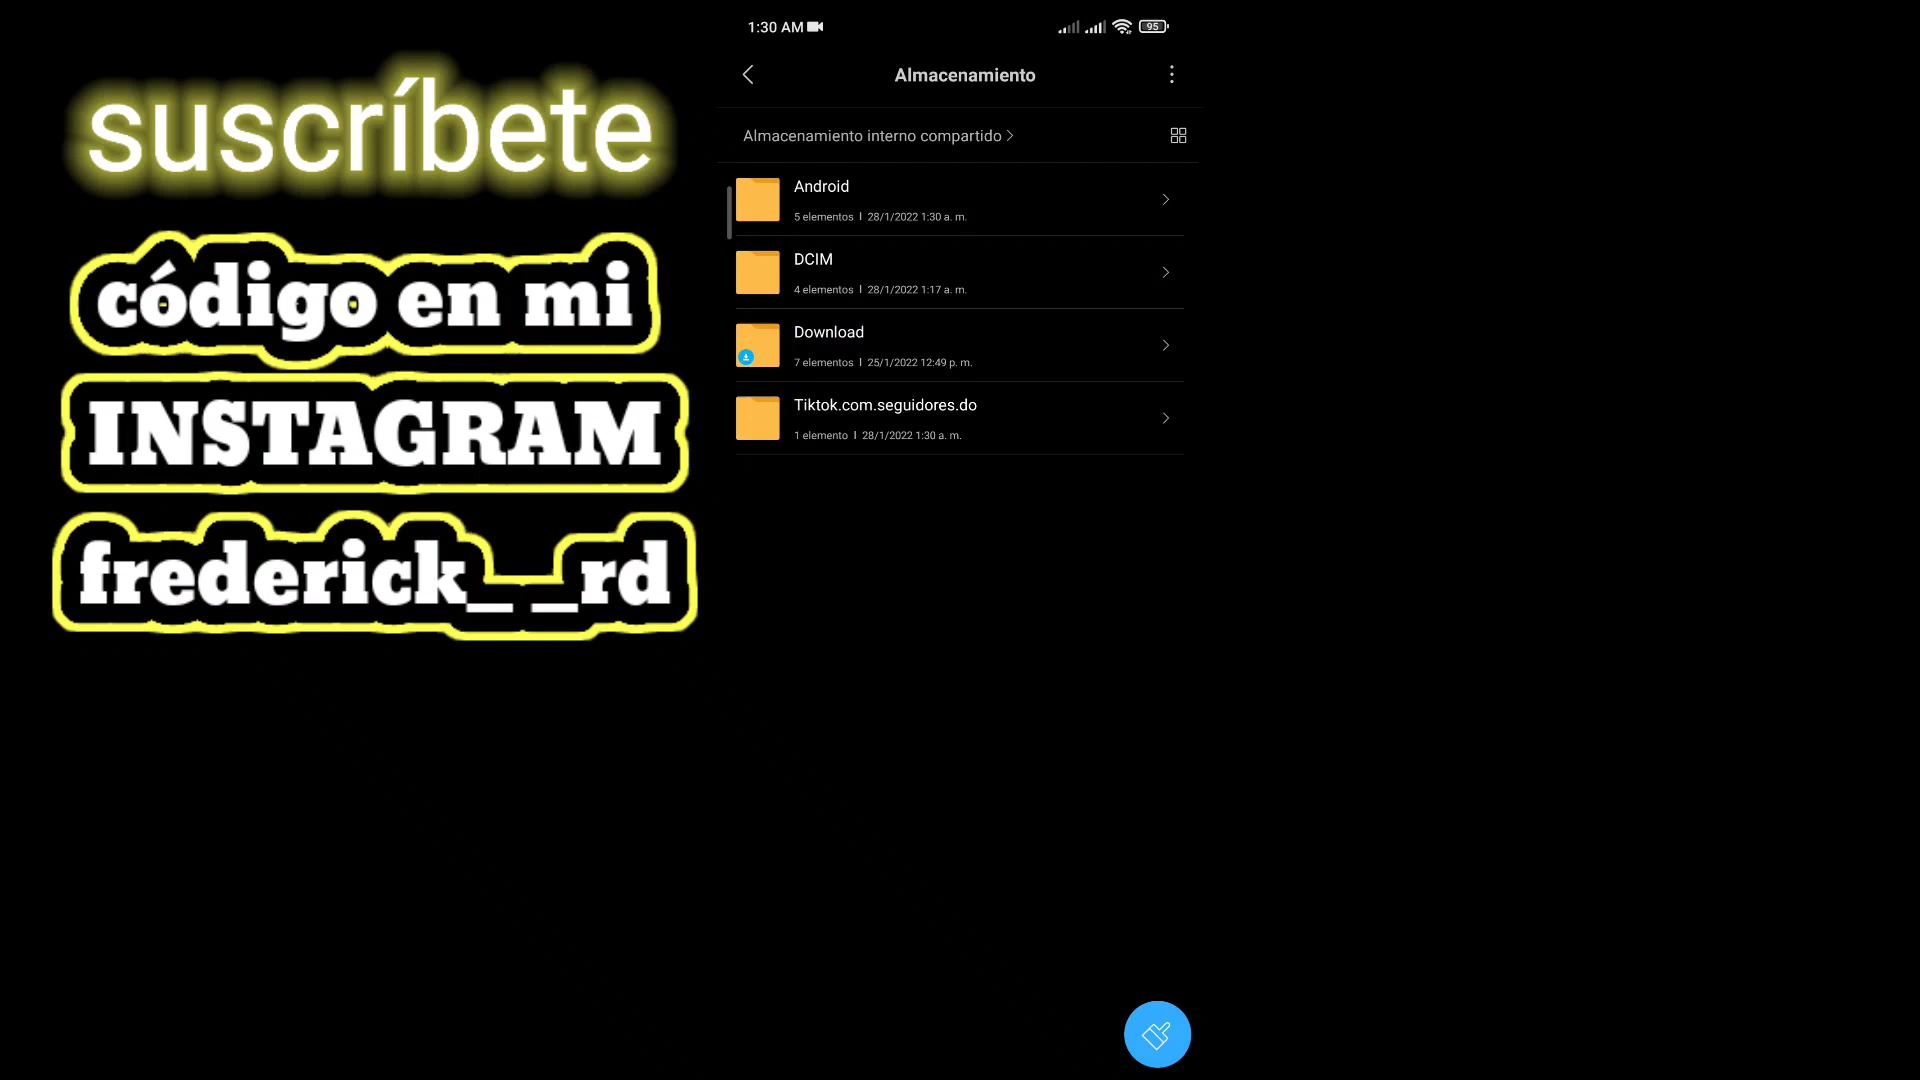 suscríbete
código en mi
INSTAGRAM
frederick_ _rd
1:30 AM
95
Almacenamiento
Almacenamiento interno compartido
Android
5 elementos | 28/1/2022 1:30 a. m.
DCIM
4 elementos | 28/1/2022 1:17 a. m.
Download
7 elementos | 25/1/2022 12:49 p. m.
Tiktok.com.seguidores.do
1 elemento | 28/1/2022 1:30 a. m.